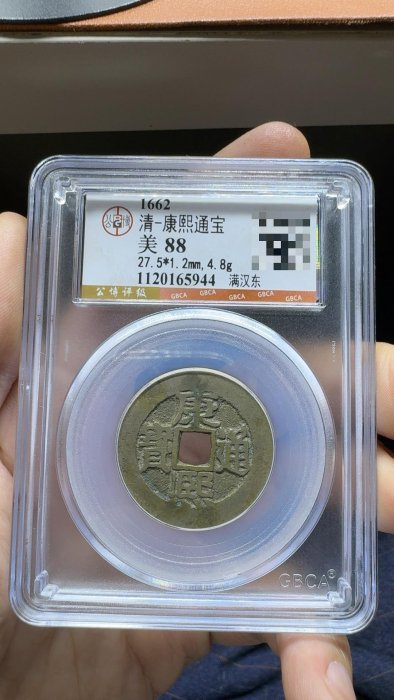 1662
清-康熙通宝
美 88
27.5*1.2mm,4.8g
1120165944 满汉东
公博评级 GBCA GBCA GBCA GBCA
康
寶 通
熙
GBCA®